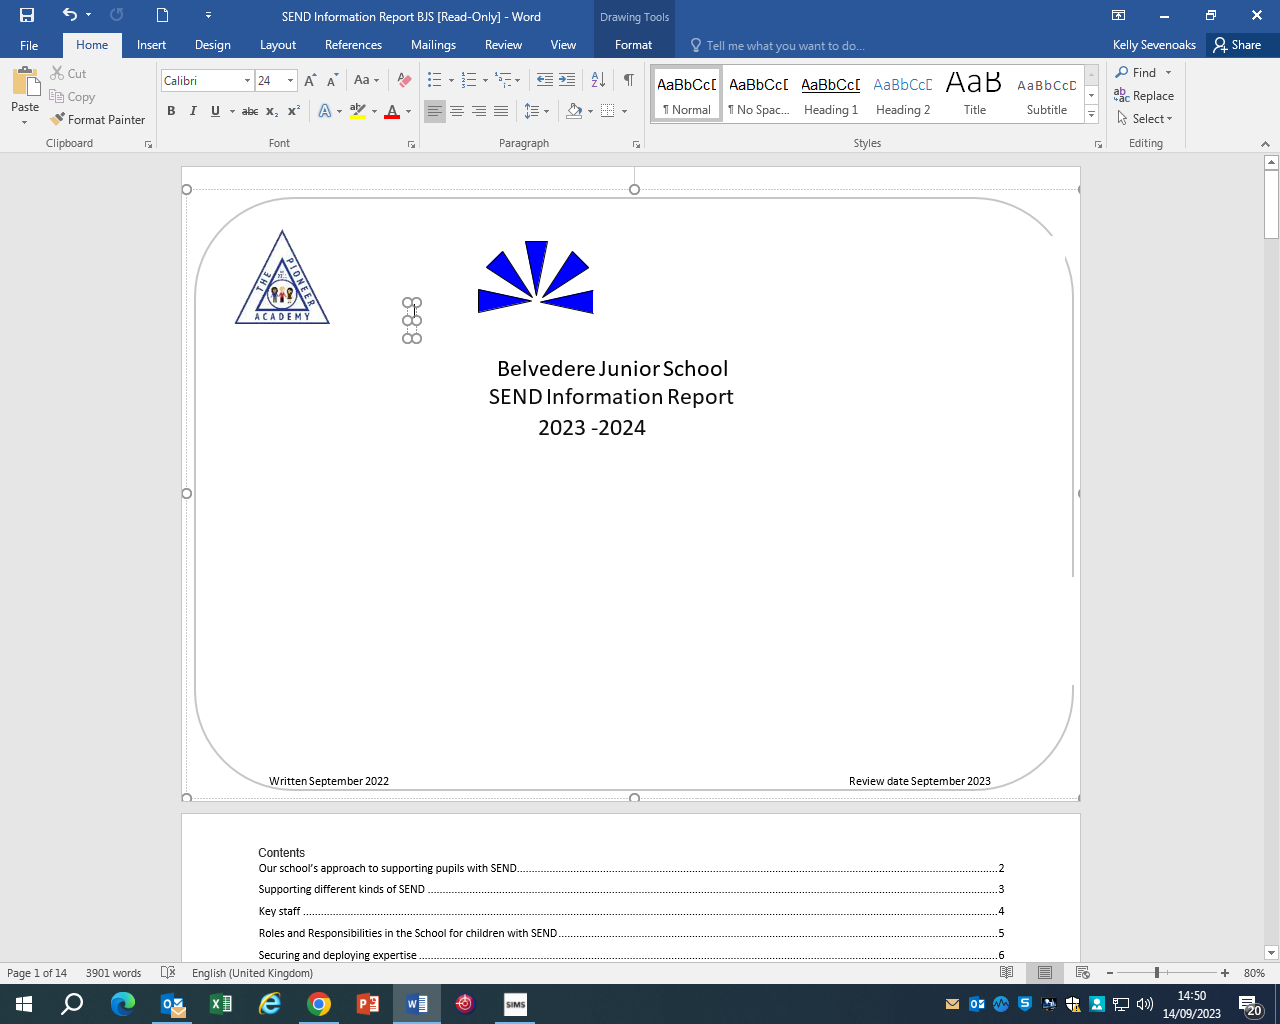 SEND Information Report BJS [Read-Only] - Word
Drawing Tools
File Home Insert Design Layout References Mailings Review View Format Tell me what you want to do... Kelly Sevenoaks Share
Paste
Cut
Copy
Format Painter
Clipboard
Calibri 24
Font
Paragraph
AaBbCcD AaBbCcD AaBbCcD AaBbCcD AaB AaBbCcD
¶ Normal ¶ No Spac... Heading 1 Heading 2 Title Subtitle
Styles
Find
Replace
Select
Editing
THE PIONEER
ACADEMY
Belvedere Junior School
SEND Information Report
2023 -2024
Written September 2022 Review date September 2023
Contents
Our school's approach to supporting pupils with SEND 2
Supporting different kinds of SEND 3
Key staff 4
Roles and Responsibilities in the School for children with SEND 5
Securing and deploying expertise 6
Page 1 of 14 3901 words English (United Kingdom) 80%
SIMS
14:50
14/09/2023
20